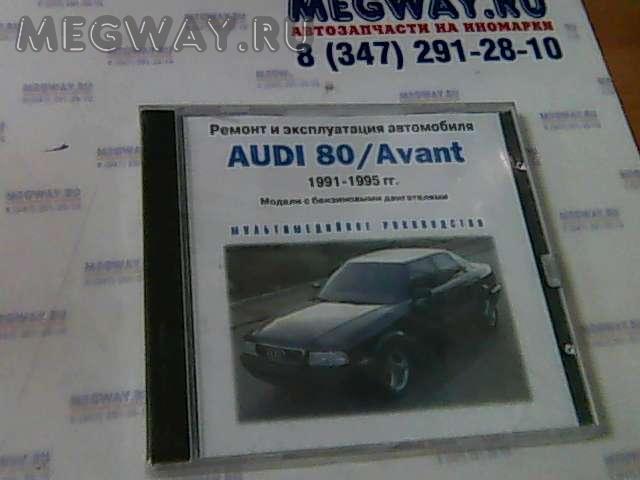 MEGWAY.RU
MEGWAY.RU
АВТОЗАПЧАСТИ НА ИНОМАРКИ
8 (347) 291-28-10
Ремонт и эксплуатация автомобиля
AUDI 80/Avant
1991-1995 гг.
Модели с бензиновыми двигателями
МУЛЬТИМЕДИЙНОЕ РУКОВОДСТВО